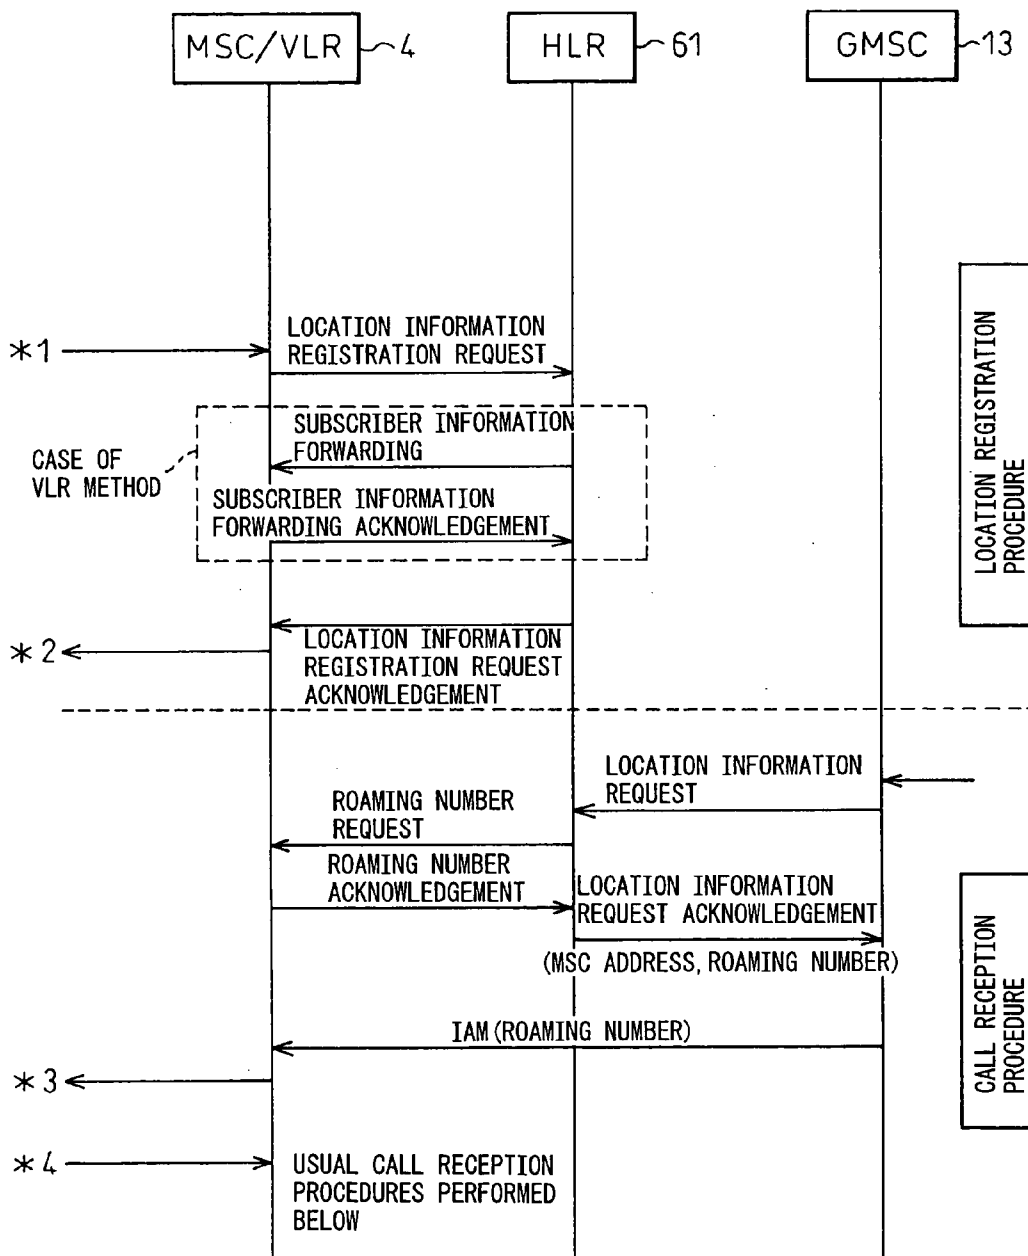 MSC/VLR 4
HLR 61
GMSC 13
LOCATION REGISTRATION
PROCEDURE
LOCATION INFORMATION
REGISTRATION REQUEST
*1
SUBSCRIBER INFORMATION
FORWARDING
CASE OF
VLR METHOD
SUBSCRIBER INFORMATION
FORWARDING ACKNOWLEDGEMENT
*2
LOCATION INFORMATION
REGISTRATION REQUEST
ACKNOWLEDGEMENT
LOCATION INFORMATION
REQUEST
ROAMING NUMBER
REQUEST
ROAMING NUMBER
ACKNOWLEDGEMENT
LOCATION INFORMATION
REQUEST ACKNOWLEDGEMENT
(MSC ADDRESS, ROAMING NUMBER)
CALL RECEPTION
PROCEDURE
IAM (ROAMING NUMBER)
*3
*4
USUAL CALL RECEPTION
PROCEDURES PERFORMED
BELOW